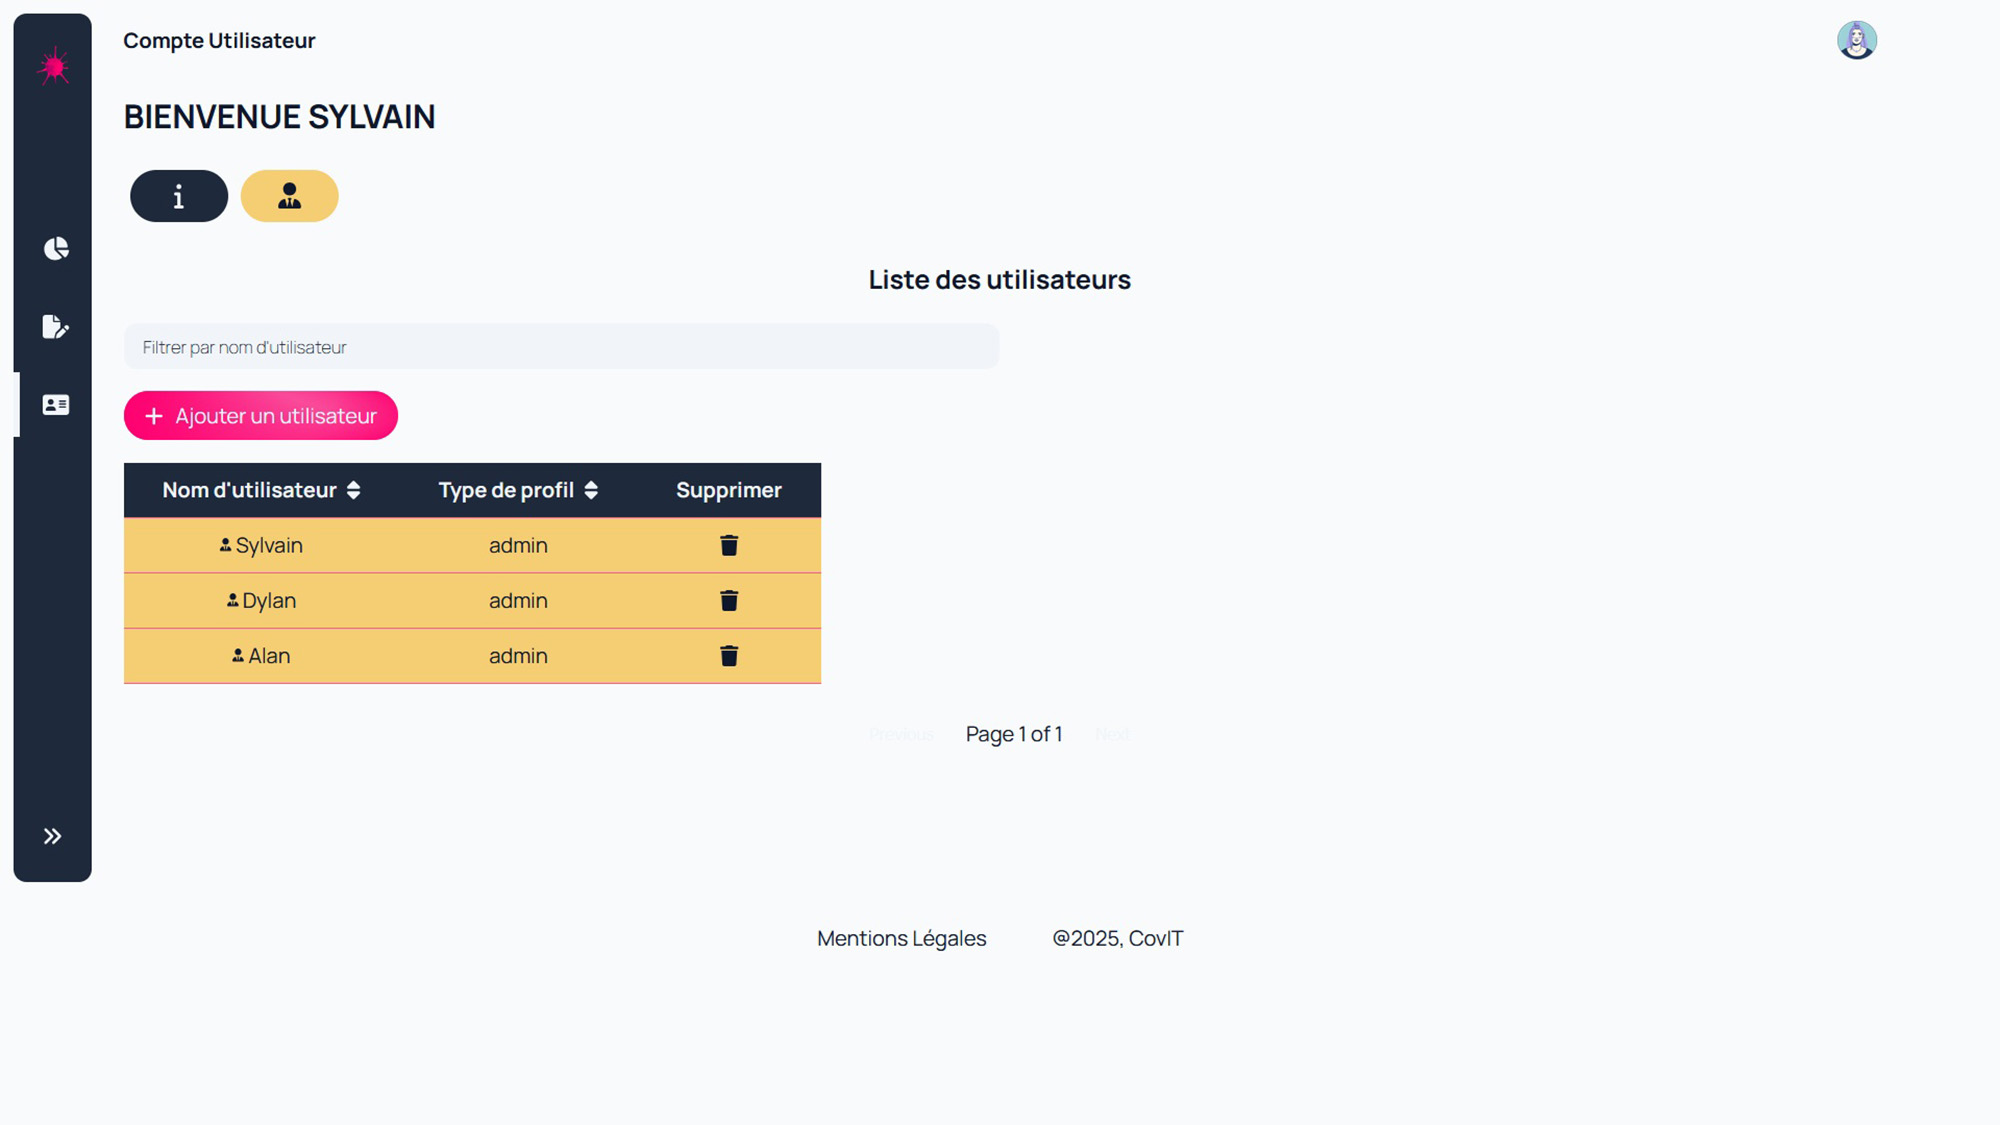 Compte Utilisateur
BIENVENUE SYLVAIN
Liste des utilisateurs
Filtrer par nom d'utilisateur
+ Ajouter un utilisateur
Nom d'utilisateur Type de profil Supprimer
Sylvain admin
Dylan admin
Alan admin
Previous Page 1 of 1 Next
Mentions Légales @2025, CovIT